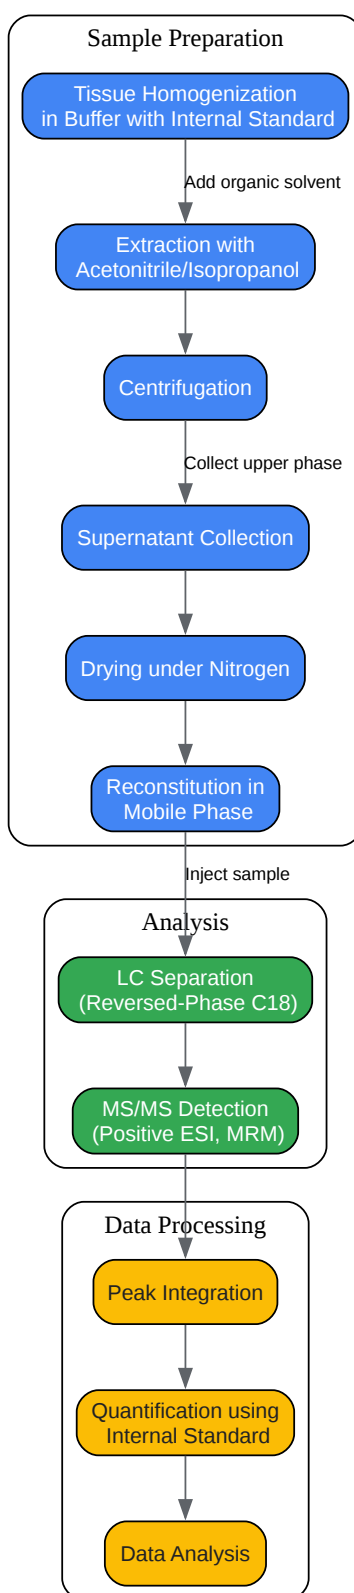 Sample Preparation
Tissue Homogenization
in Buffer with Internal Standard
Add organic solvent
Extraction with
Acetonitrile/Isopropanol
Centrifugation
Collect upper phase
Supernatant Collection
Drying under Nitrogen
Reconstitution in
Mobile Phase
Inject sample
Analysis
LC Separation
(Reversed-Phase C18)
MS/MS Detection
(Positive ESI, MRM)
Data Processing
Peak Integration
Quantification using
Internal Standard
Data Analysis